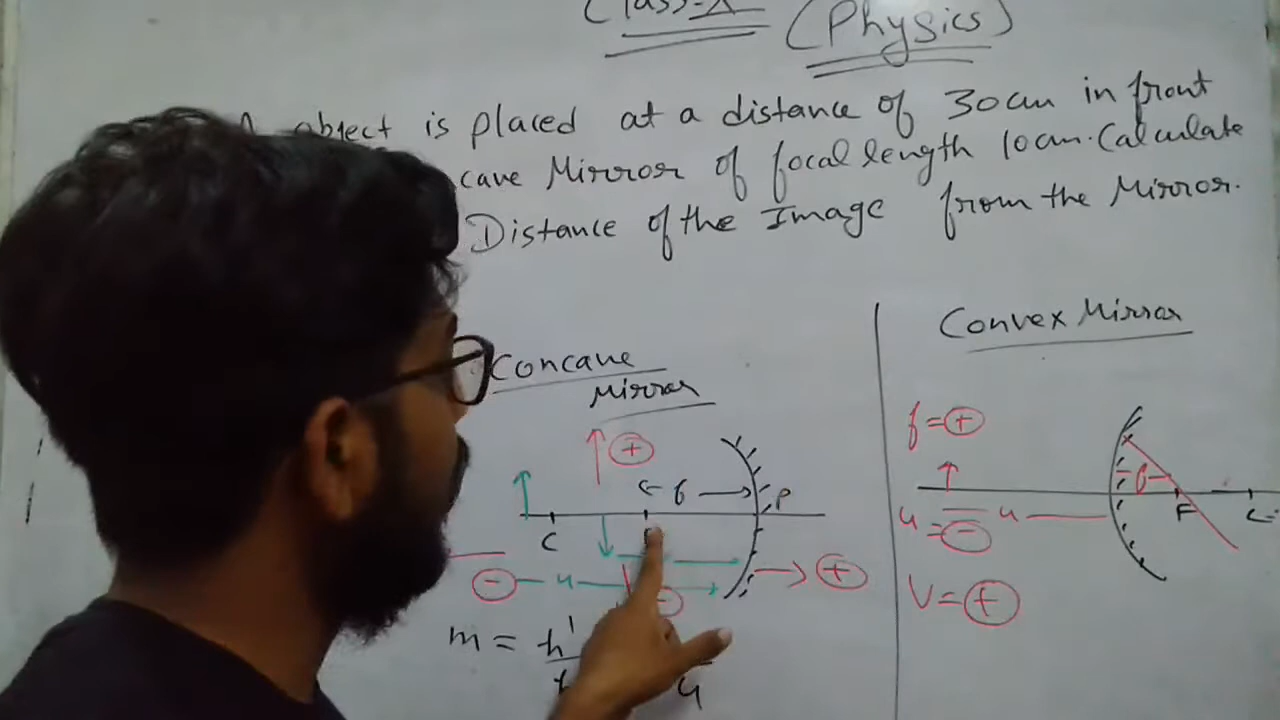 Class-X (Physics)
object is placed at a distance of 30cm in front
cave Mirror of focal length 10cm. Calculate
Distance of the Image from the Mirror.
Concave
Mirror
+
f
P
C
- u
+
m = h'
u
Convex Mirror
f = +
u = -
u
f
F
C
V = +